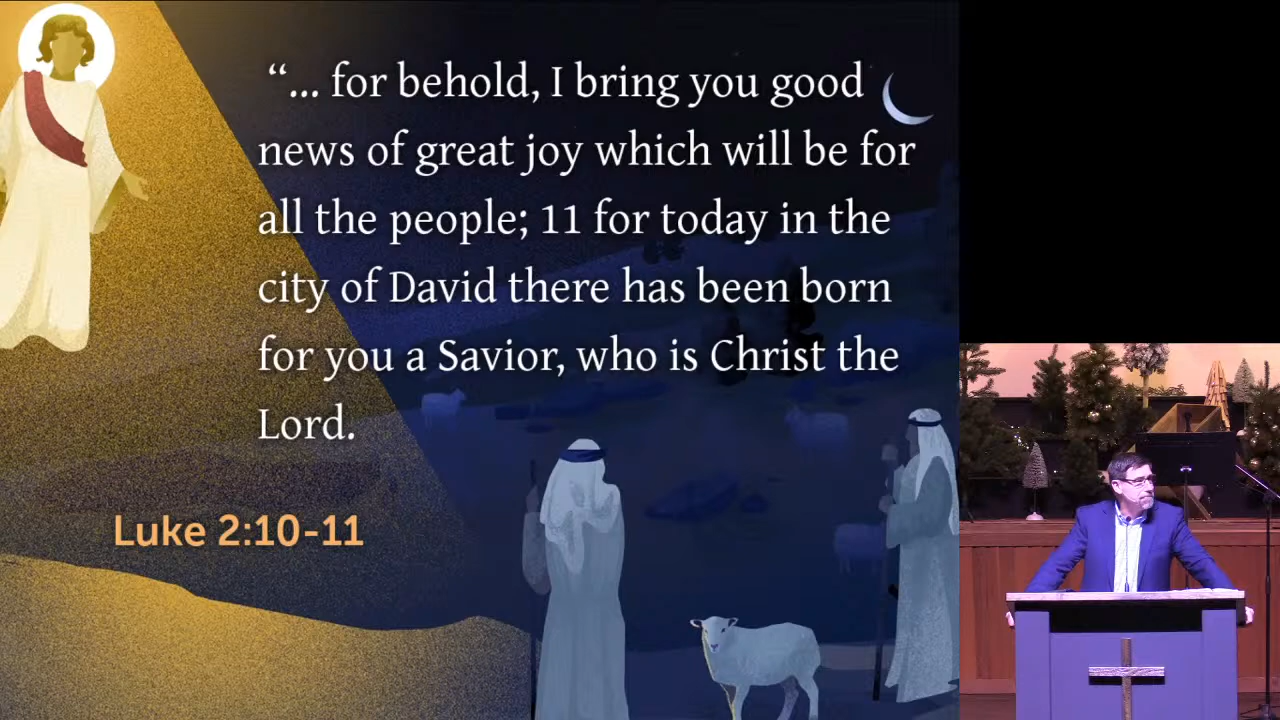 “... for behold, I bring you good
news of great joy which will be for
all the people; 11 for today in the
city of David there has been born
for you a Savior, who is Christ the
Lord.
Luke 2:10-11